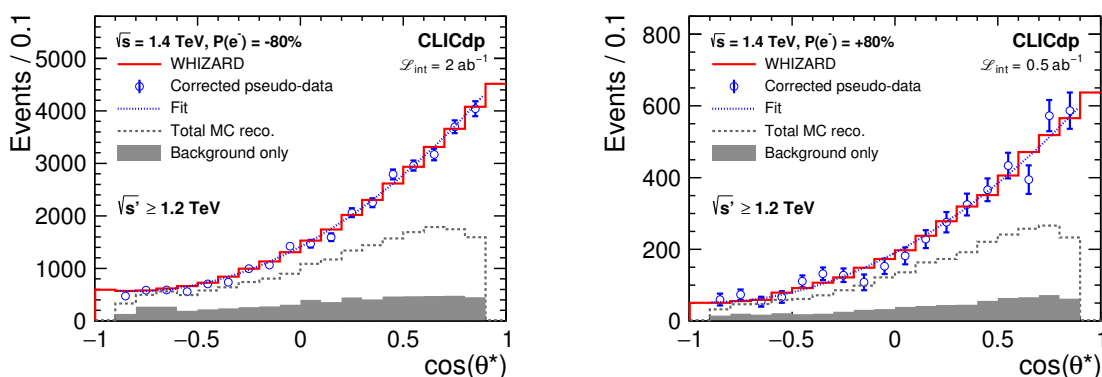 √s = 1.4 TeV, P(e⁻) = -80%
CLICdp
WHIZARD
ℒint = 2 ab⁻¹
Corrected pseudo-data
Fit
Total MC reco.
Background only
√s' ≥ 1.2 TeV
Events / 0.1
5000
4000
3000
2000
1000
0
−1
−0.5
0
0.5
1
cos(θ*)
√s = 1.4 TeV, P(e⁻) = +80%
CLICdp
WHIZARD
ℒint = 0.5 ab⁻¹
Corrected pseudo-data
Fit
Total MC reco.
Background only
√s' ≥ 1.2 TeV
Events / 0.1
800
600
400
200
0
−1
−0.5
0
0.5
1
cos(θ*)